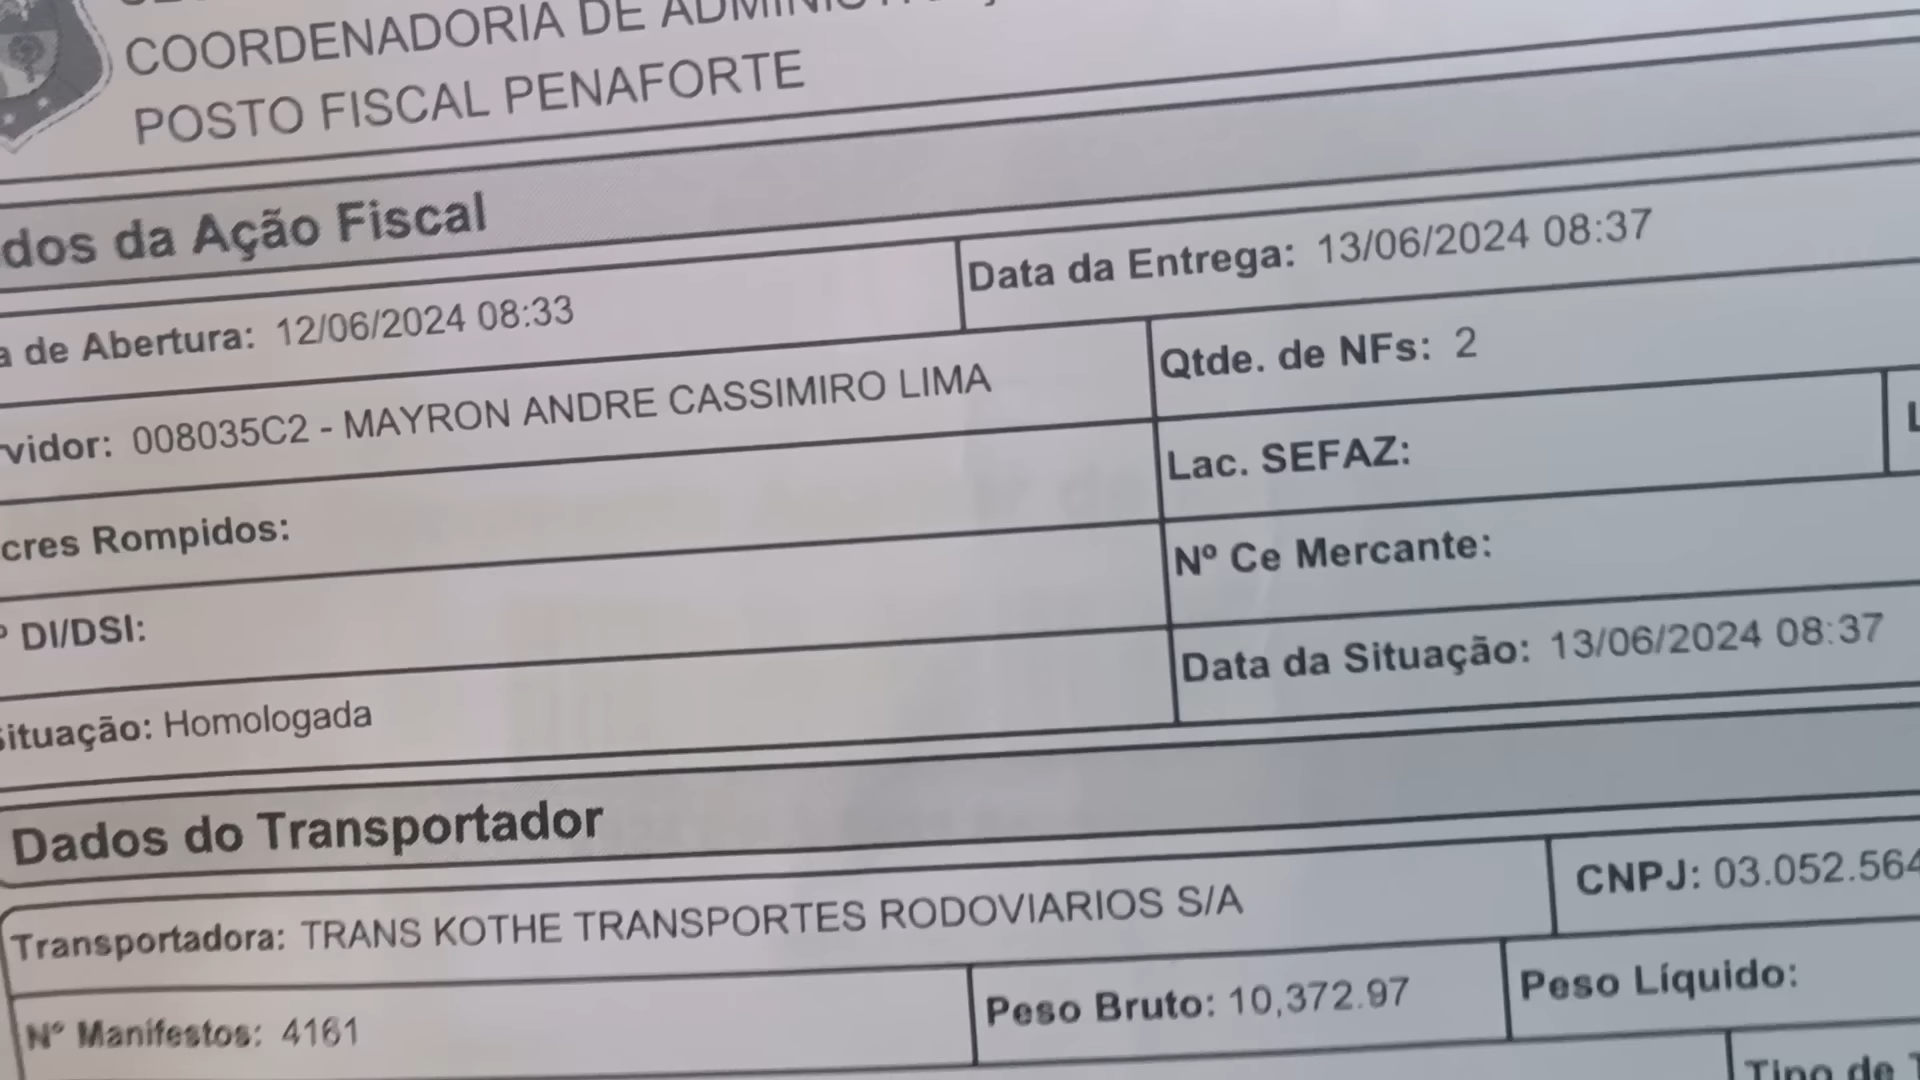 COORDENADORIA DE
POSTO FISCAL PENAFORTE
dos da Ação Fiscal
a de Abertura: 12/06/2024 08:33
Data da Entrega: 13/06/2024 08:37
vidor: 008035C2 - MAYRON ANDRE CASSIMIRO LIMA
Qtde. de NFs: 2
cres Rompidos:
Lac. SEFAZ:
L
º DI/DSI:
Nº Ce Mercante:
Situação: Homologada
Data da Situação: 13/06/2024 08:37
Dados do Transportador
Transportadora: TRANS KOTHE TRANSPORTES RODOVIARIOS S/A
CNPJ: 03.052.564
Nº Manifestos: 4161
Peso Bruto: 10,372.97
Peso Líquido:
Tipo de